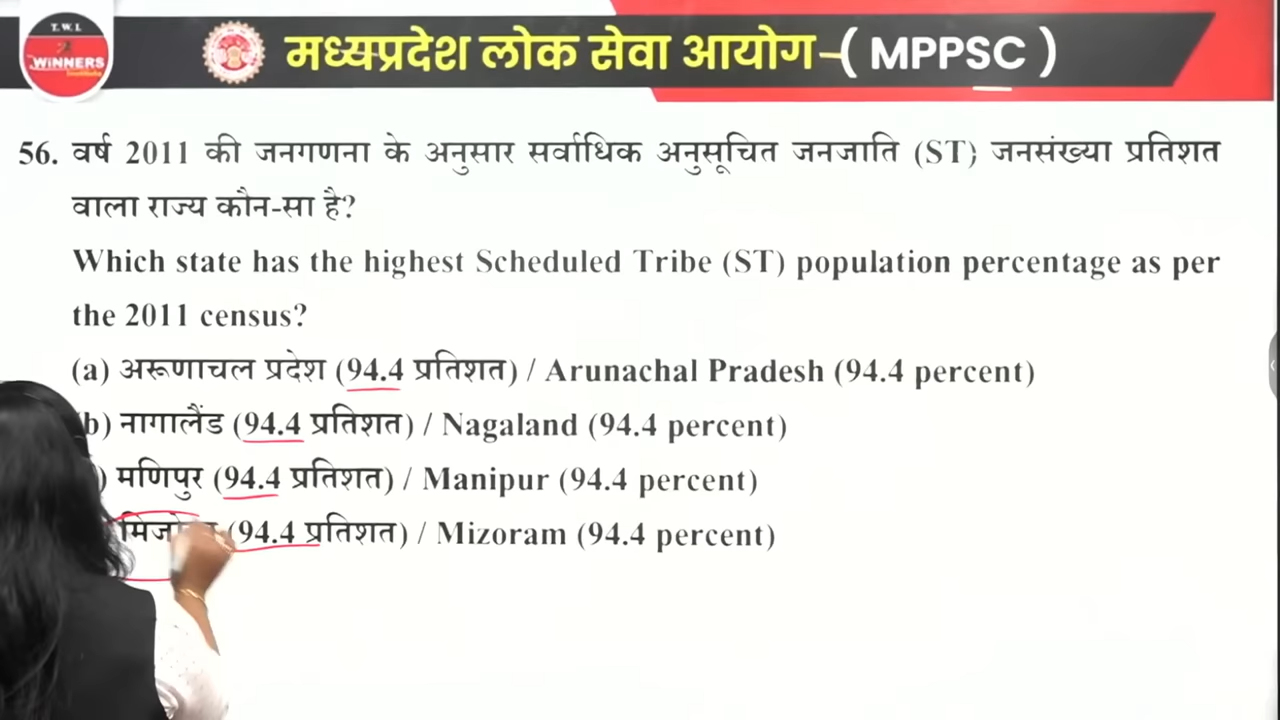 T.W.I.
WiNNERS
institute
मध्यप्रदेश लोक सेवा आयोग-( MPPSC )
56. वर्ष 2011 की जनगणना के अनुसार सर्वाधिक अनुसूचित जनजाति (ST) जनसंख्या प्रतिशत
वाला राज्य कौन-सा है?
Which state has the highest Scheduled Tribe (ST) population percentage as per
the 2011 census?
(a) अरूणाचल प्रदेश (94.4 प्रतिशत) / Arunachal Pradesh (94.4 percent)
b) नागालैंड (94.4 प्रतिशत) / Nagaland (94.4 percent)
) मणिपुर (94.4 प्रतिशत) / Manipur (94.4 percent)
(94.4 प्रतिशत) / Mizoram (94.4 percent)